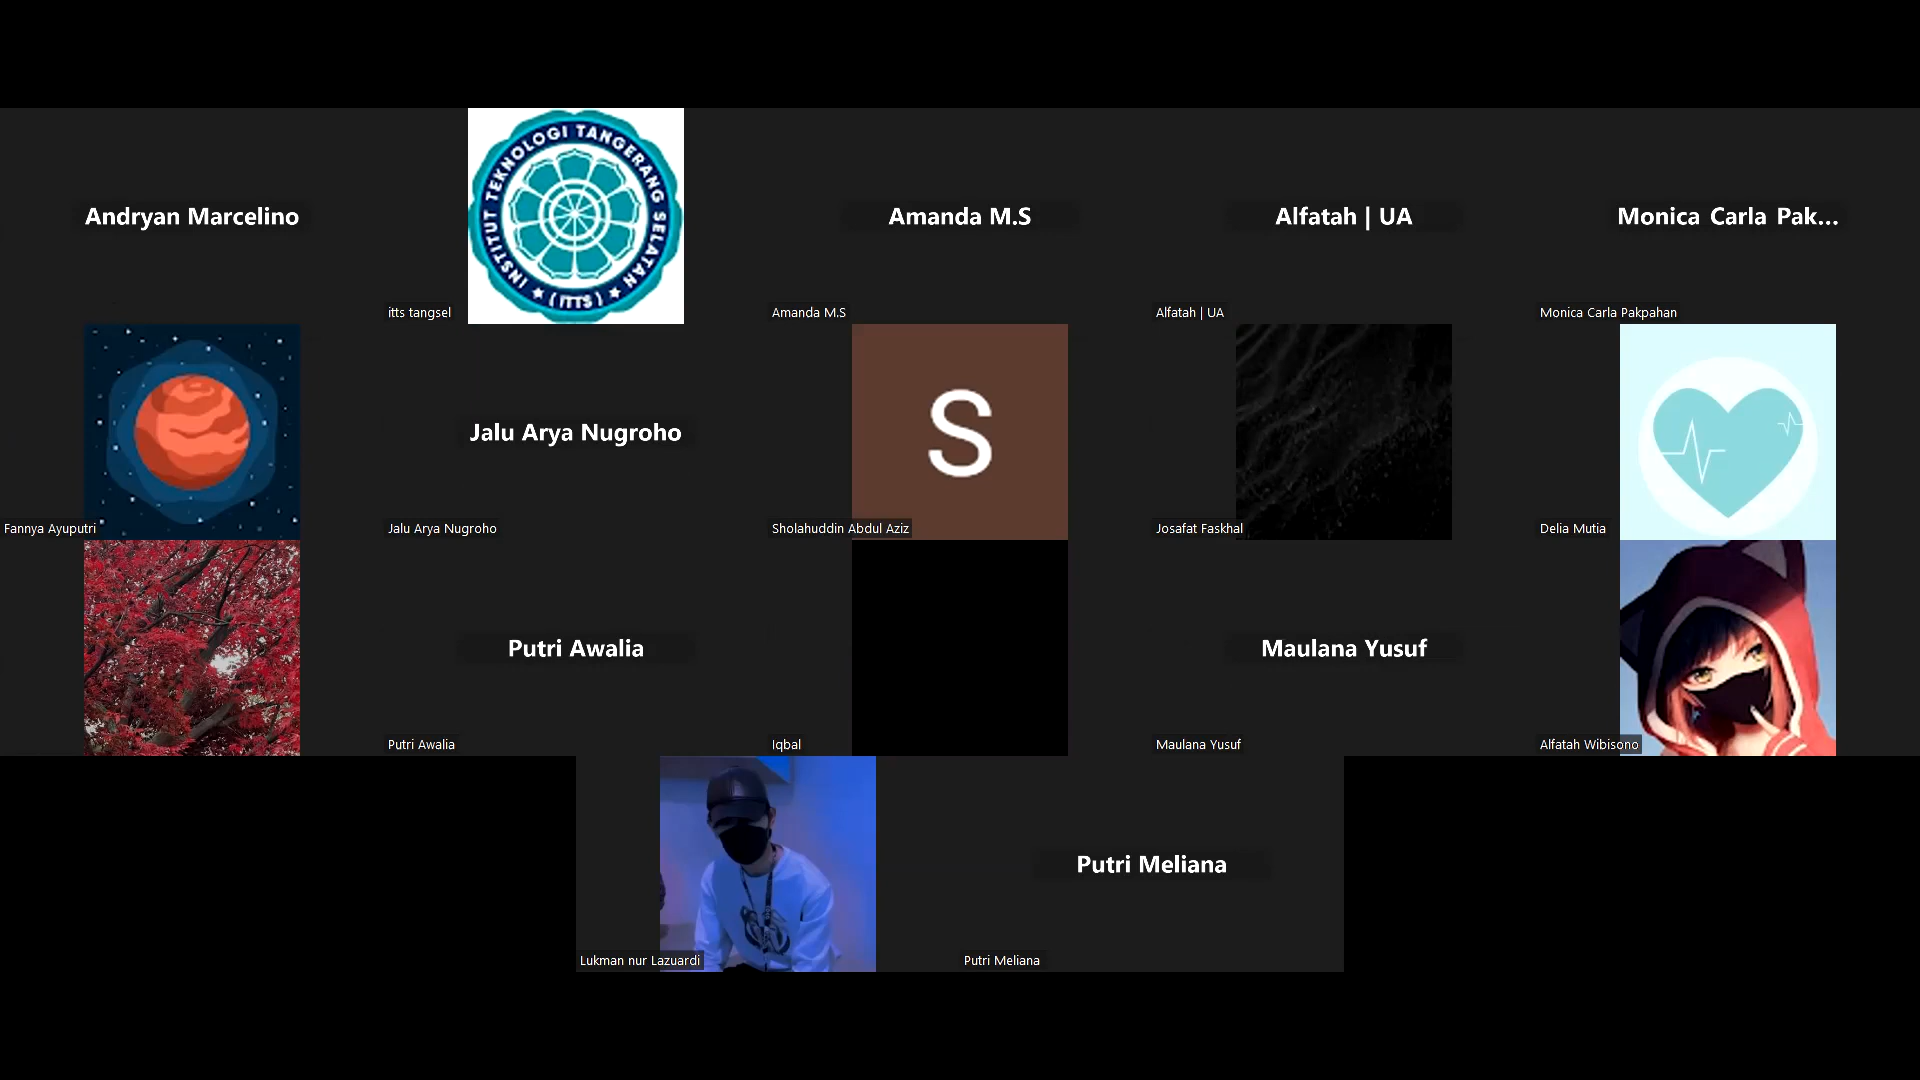 Andryan Marcelino
INSTITUT TEKNOLOGI TANGERANG SELATAN
★ (ITTS) ★
itts tangsel
Amanda M.S
Amanda M.S
Alfatah | UA
Alfatah | UA
Monica Carla Pak...
Monica Carla Pakpahan
Fannya Ayuputri
Jalu Arya Nugroho
Jalu Arya Nugroho
S
Sholahuddin Abdul Aziz
Josafat Faskhal
Delia Mutia
Putri Awalia
Putri Awalia
Iqbal
Maulana Yusuf
Maulana Yusuf
Alfatah Wibisono
Lukman nur Lazuardi
Putri Meliana
Putri Meliana